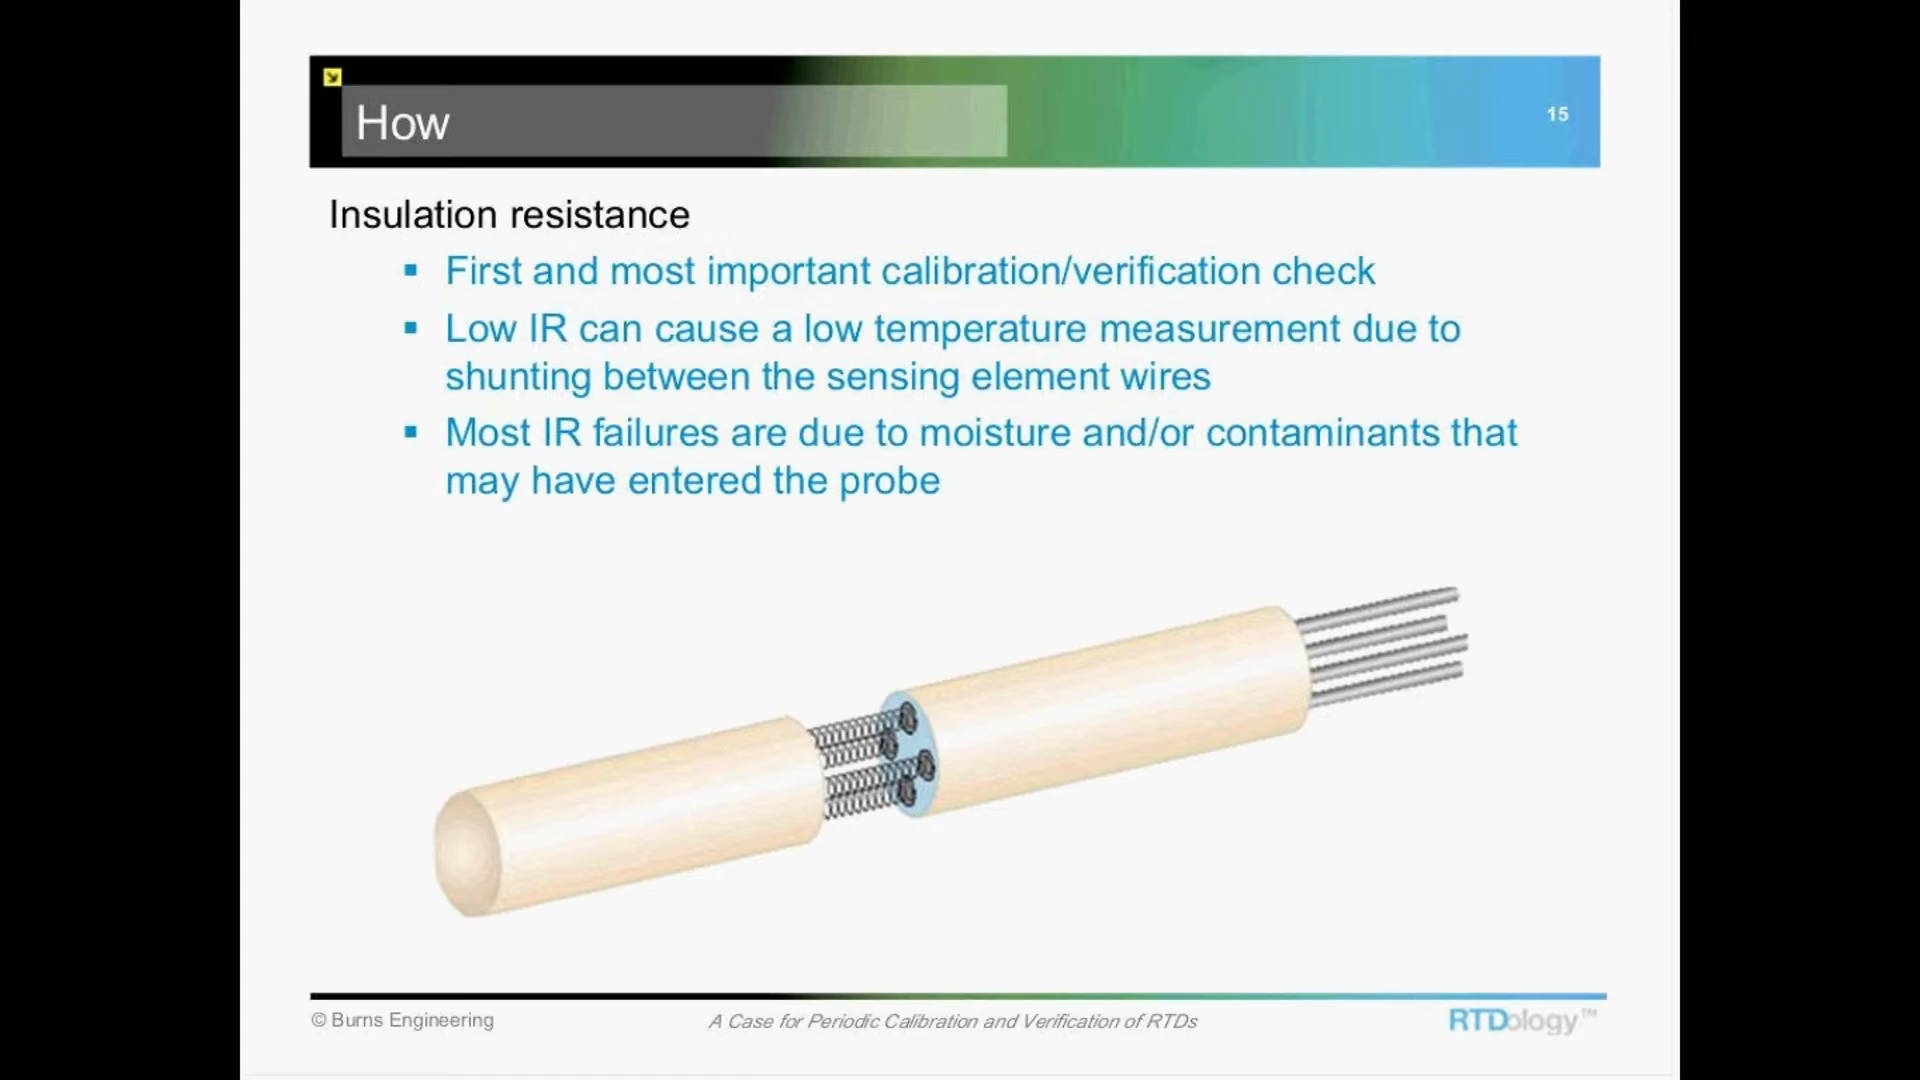 How
15
Insulation resistance
▪ First and most important calibration/verification check
▪ Low IR can cause a low temperature measurement due to
shunting between the sensing element wires
▪ Most IR failures are due to moisture and/or contaminants that
may have entered the probe
© Burns Engineering
A Case for Periodic Calibration and Verification of RTDs
RTDology™